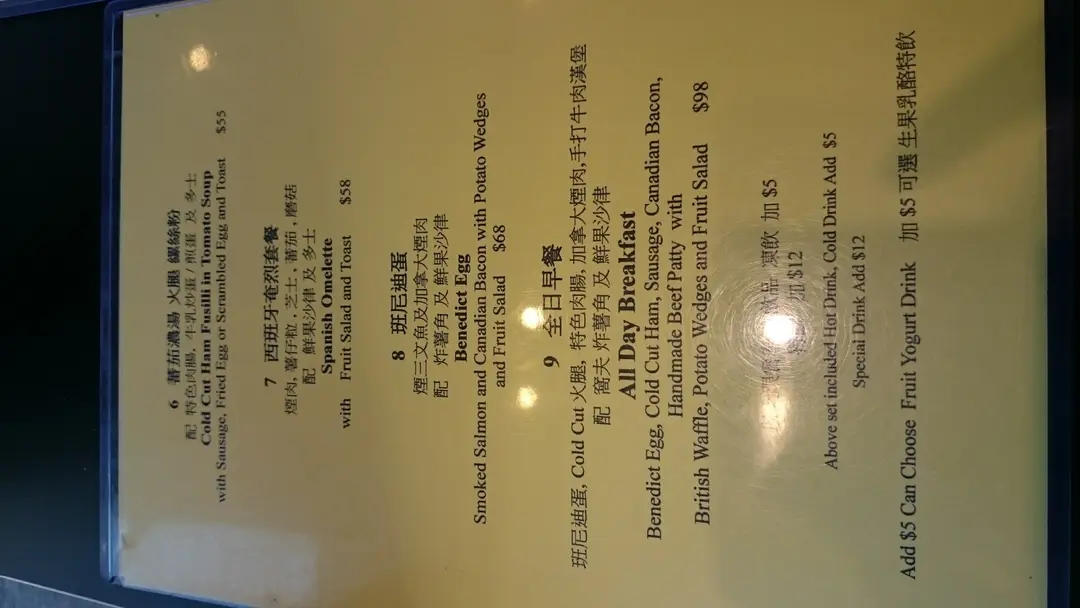 6 蕃茄濃湯 火腿 螺絲粉
配 特色肉腸, 牛乳炒蛋 / 煎蛋 及 多士
Cold Cut Ham Fusilli in Tomato Soup
with Sausage, Fried Egg or Scrambled Egg and Toast $55
7 西班牙奄烈套餐
煙肉, 薯仔粒, 芝士, 蕃茄, 磨菇
配 鮮果沙律 及 多士
Spanish Omelette
with Fruit Salad and Toast $58
8 班尼迪蛋
煙三文魚及加拿大煙肉
配 炸薯角 及 鮮果沙律
Benedict Egg
Smoked Salmon and Canadian Bacon with Potato Wedges
and Fruit Salad $68
9 全日早餐
班尼迪蛋, Cold Cut 火腿, 特色肉腸, 加拿大煙肉, 手打牛肉漢堡
配 窩夫 炸薯角 及 鮮果沙律
All Day Breakfast
Benedict Egg, Cold Cut Ham, Sausage, Canadian Bacon,
Handmade Beef Patty with
British Waffle, Potato Wedges and Fruit Salad $98
凍飲 加 $5
加 $12
Above set included Hot Drink, Cold Drink Add $5
Special Drink Add $12
Add $5 Can Choose Fruit Yogurt Drink 加 $5 可選 生果乳酪特飲